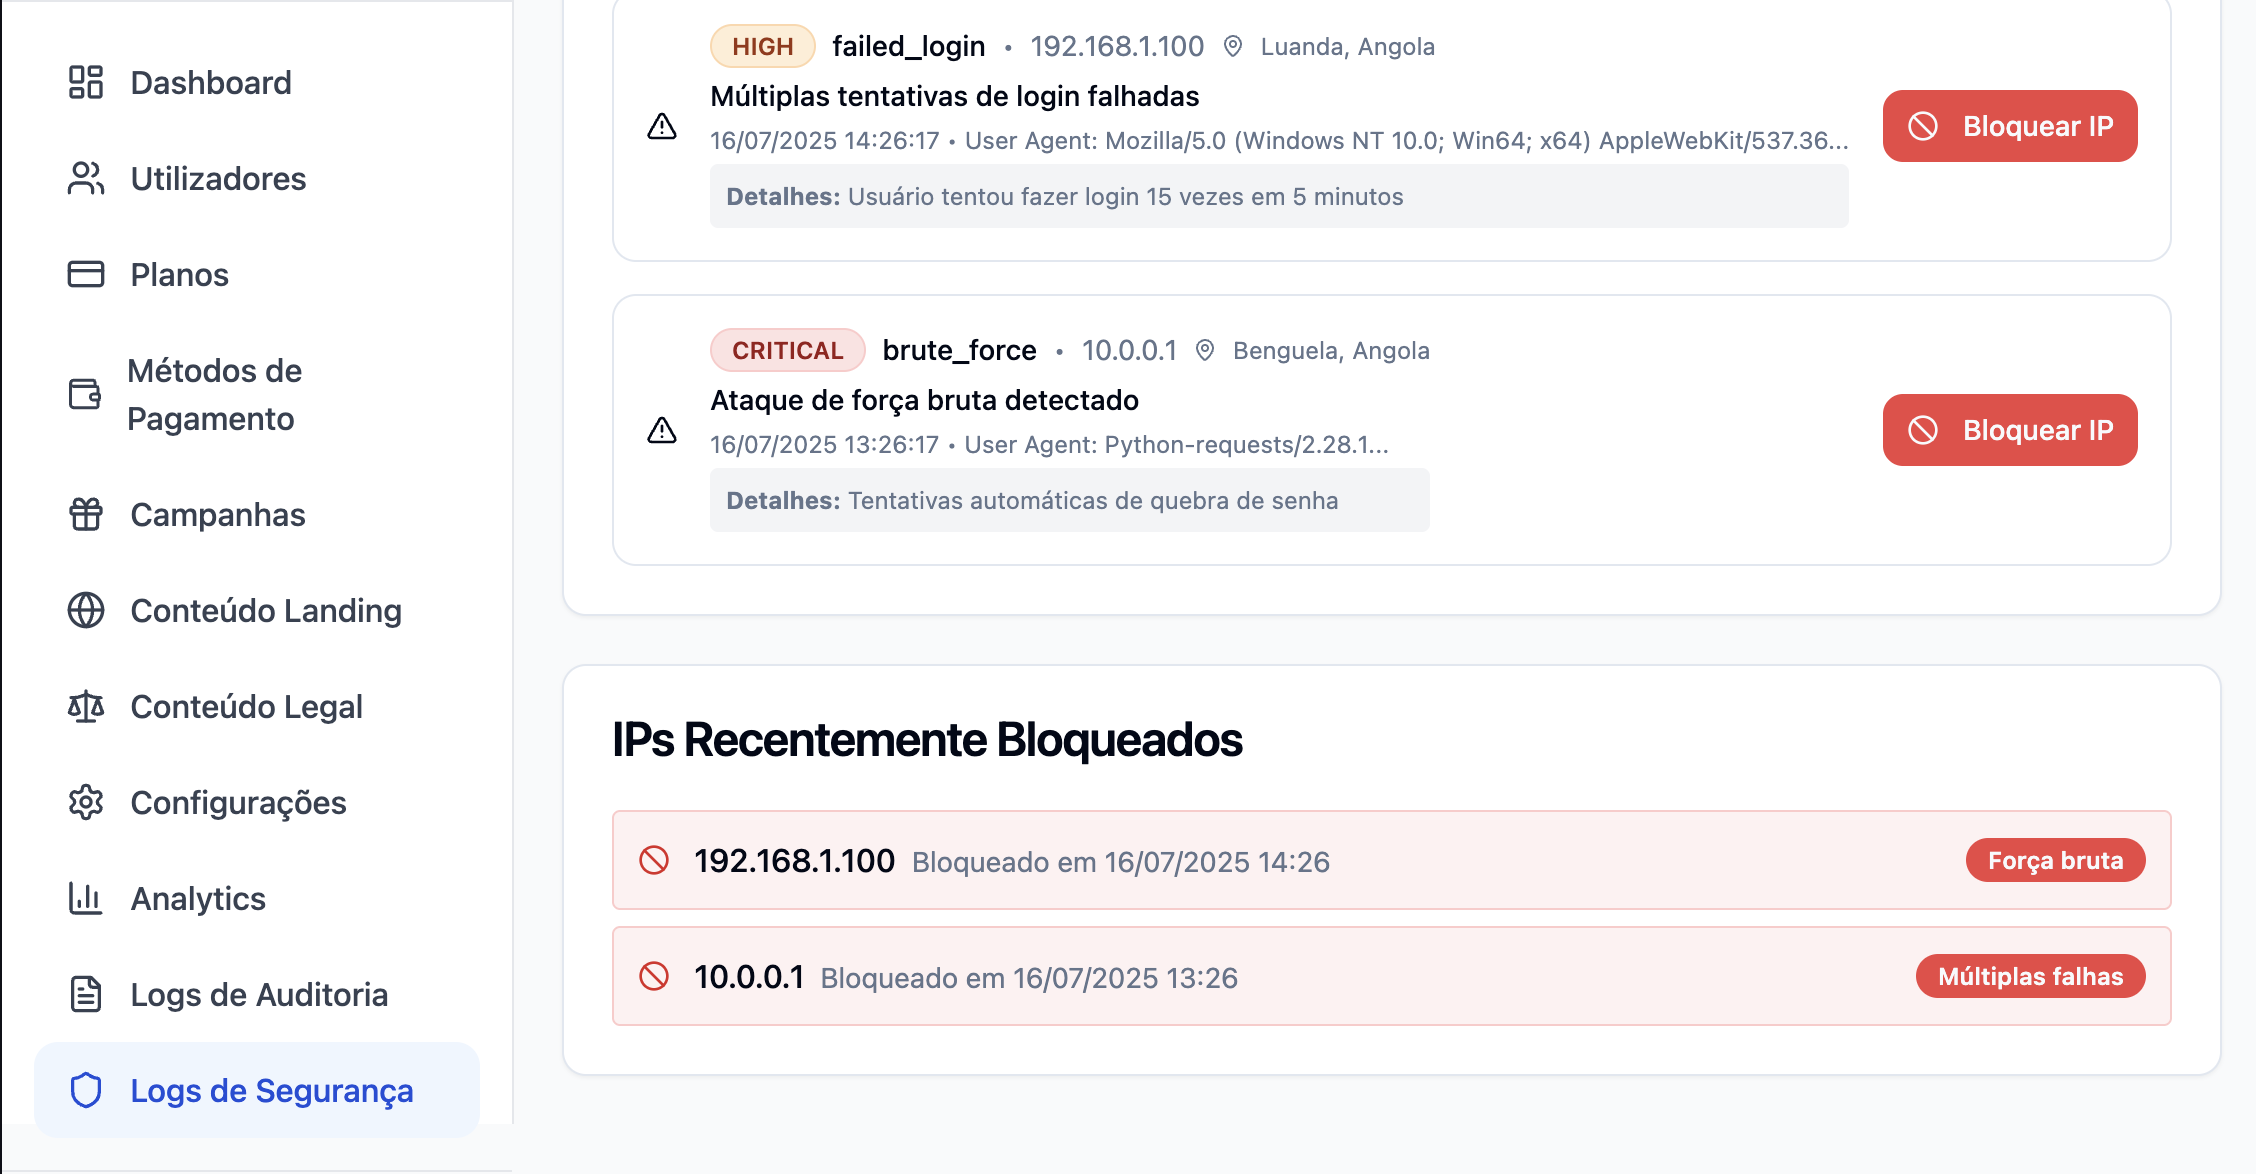 Dashboard
Utilizadores
Planos
Métodos de
Pagamento
Campanhas
Conteúdo Landing
Conteúdo Legal
Configurações
Analytics
Logs de Auditoria
Logs de Segurança
HIGH failed_login • 192.168.1.100 Luanda, Angola
Múltiplas tentativas de login falhadas
16/07/2025 14:26:17 • User Agent: Mozilla/5.0 (Windows NT 10.0; Win64; x64) AppleWebKit/537.36...
Detalhes: Usuário tentou fazer login 15 vezes em 5 minutos
Bloquear IP
CRITICAL brute_force • 10.0.0.1 Benguela, Angola
Ataque de força bruta detectado
16/07/2025 13:26:17 • User Agent: Python-requests/2.28.1...
Detalhes: Tentativas automáticas de quebra de senha
Bloquear IP
IPs Recentemente Bloqueados
192.168.1.100 Bloqueado em 16/07/2025 14:26 Força bruta
10.0.0.1 Bloqueado em 16/07/2025 13:26 Múltiplas falhas